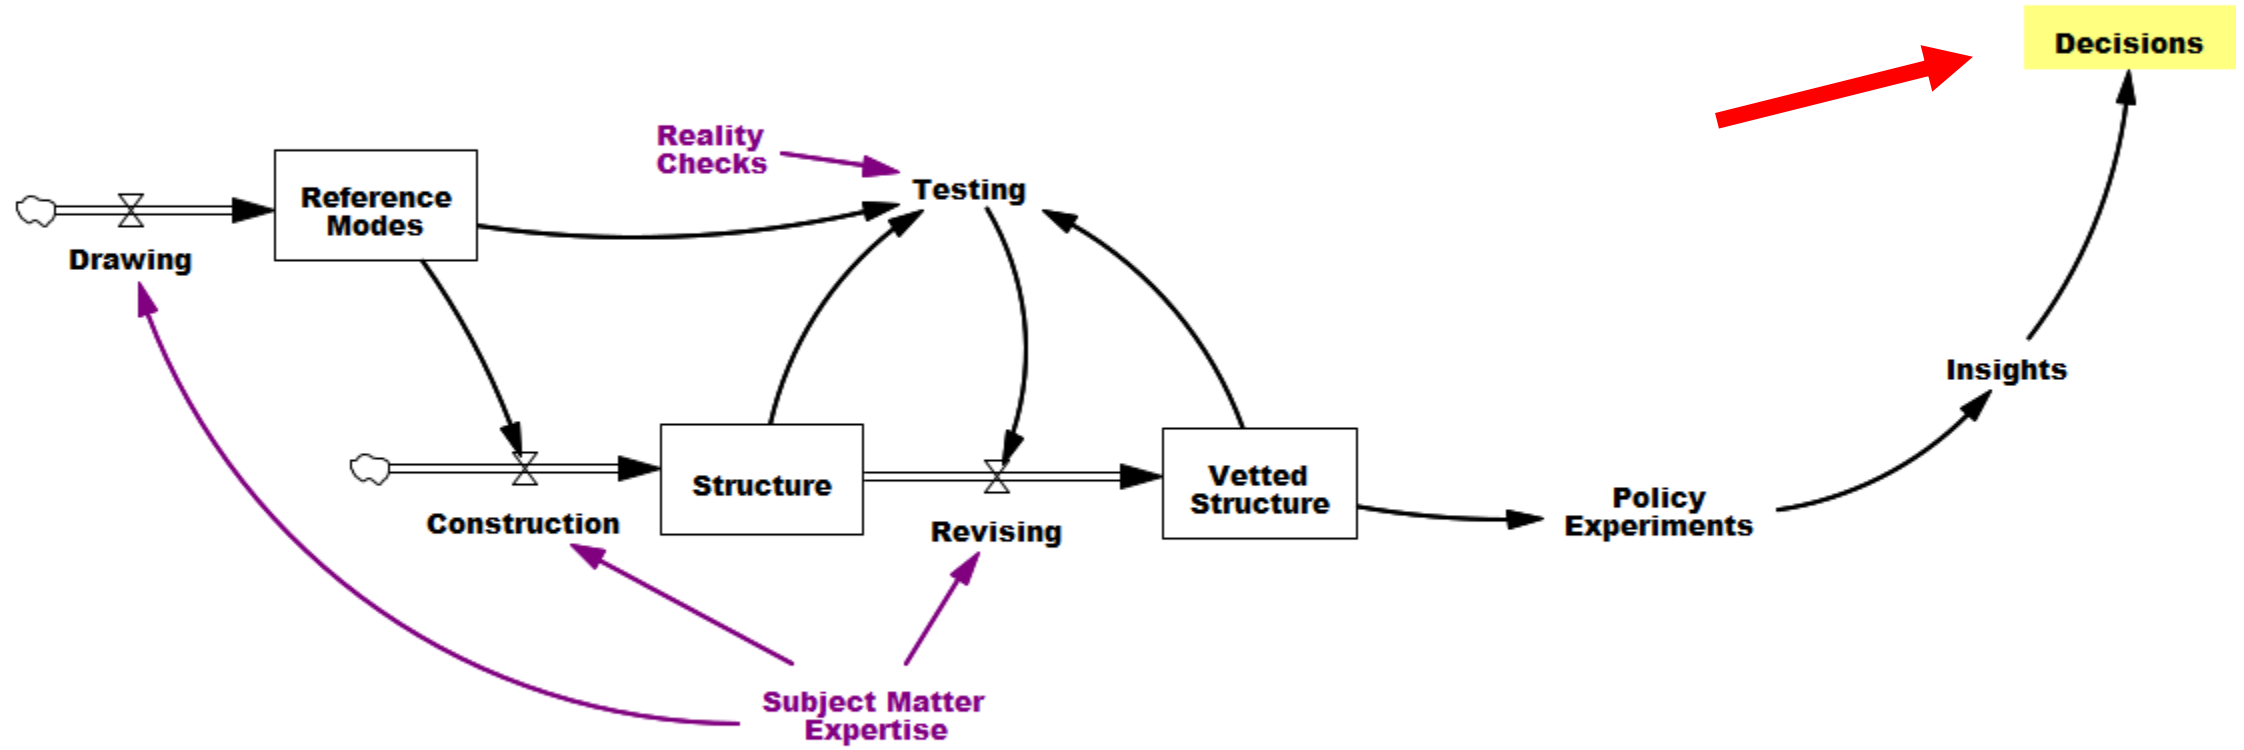 Decisions
Reality
Checks
Testing
Reference
Modes
Drawing
Insights
Structure
Vetted
Structure
Policy
Experiments
Construction
Revising
Subject Matter
Expertise